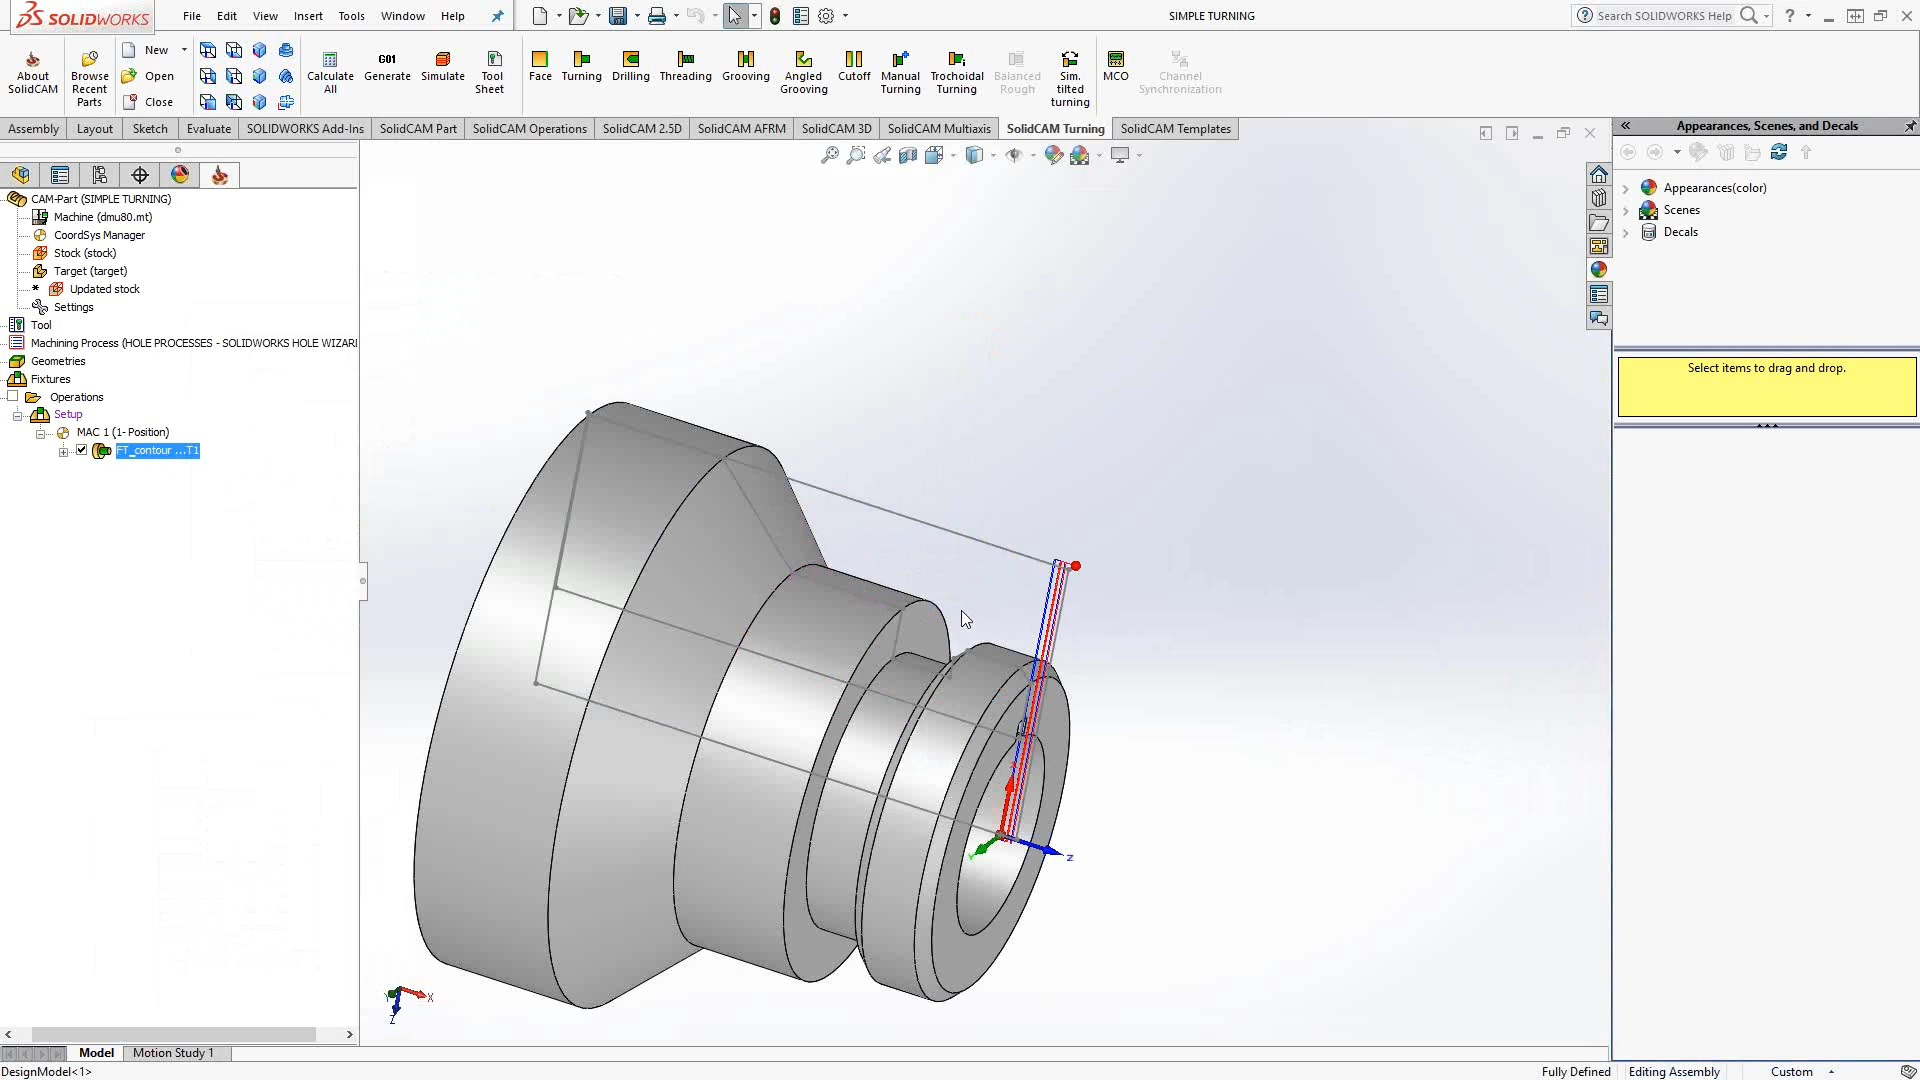 SOLIDWORKS
File Edit View Insert Tools Window Help
SIMPLE TURNING
Search SOLIDWORKS Help
About SolidCAM
Browse Recent Parts
New
Open
Close
Calculate All
Generate
G01
Simulate
Tool Sheet
Face
Turning
Drilling
Threading
Grooving
Angled Grooving
Cutoff
Manual Turning
Trochoidal Turning
Balanced Rough
Sim. tilted turning
MCO
Channel Synchronization
Assembly Layout Sketch Evaluate SOLIDWORKS Add-Ins SolidCAM Part SolidCAM Operations SolidCAM 2.5D SolidCAM AFRM SolidCAM 3D SolidCAM Multiaxis SolidCAM Turning SolidCAM Templates
Appearances, Scenes, and Decals
Appearances(color)
Scenes
Decals
Select items to drag and drop.
CAM-Part (SIMPLE TURNING)
Machine (dmu80.mt)
CoordSys Manager
Stock (stock)
Target (target)
* Updated stock
Settings
Tool
Machining Process (HOLE PROCESSES - SOLIDWORKS HOLE WIZARI
Geometries
Fixtures
Operations
Setup
MAC 1 (1- Position)
FT_contour ...T1
X
Y
Z
Y
X
Z
Model Motion Study 1
DesignModel<1>
Fully Defined Editing Assembly Custom